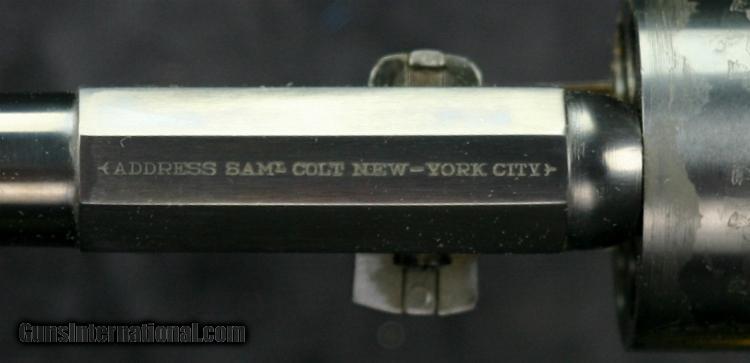 ADDRESS SAMᴸ COLT NEW-YORK CITY
GunsInternational.com